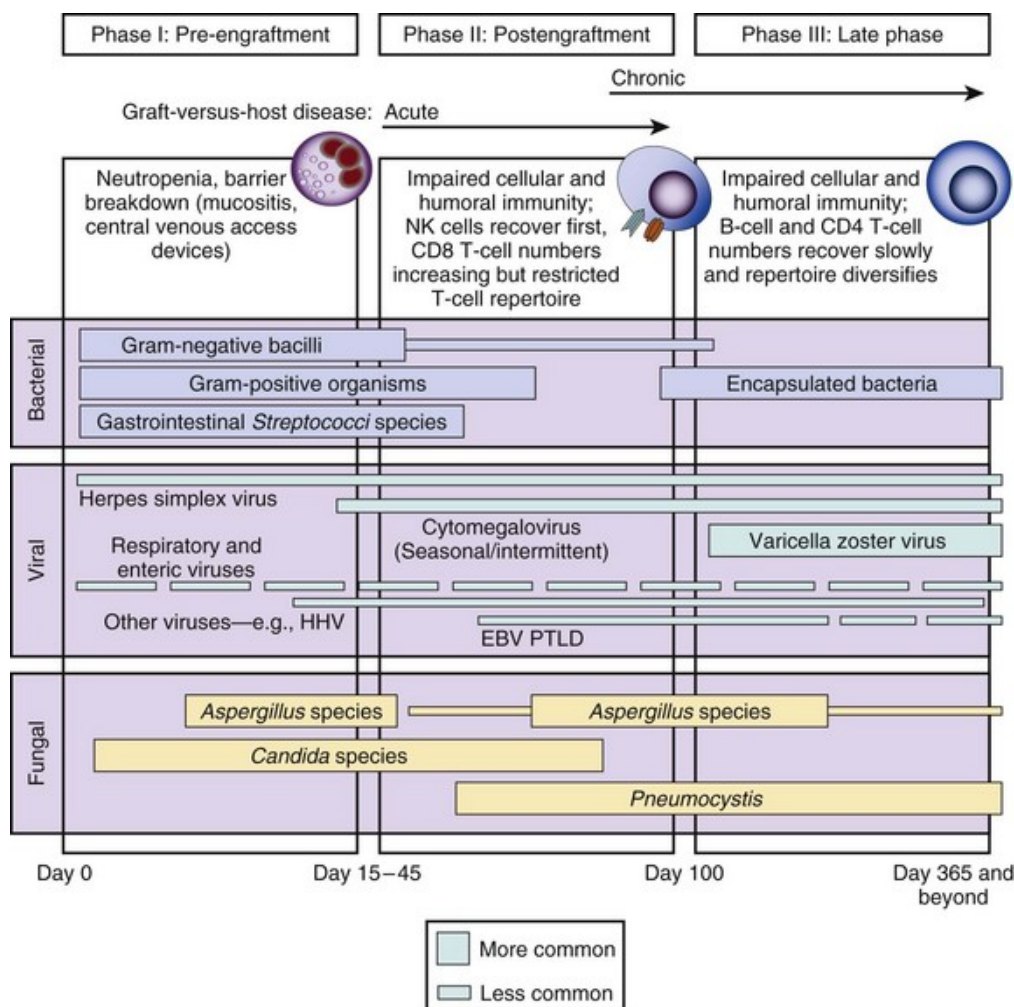 Phase I: Pre-engraftment
Phase II: Postengraftment
Phase III: Late phase
Chronic
Graft-versus-host disease: Acute
Neutropenia, barrier
breakdown (mucositis,
central venous access
devices)
Impaired cellular and
humoral immunity;
NK cells recover first,
CD8 T-cell numbers
increasing but restricted
T-cell repertoire
Impaired cellular and
humoral immunity;
B-cell and CD4 T-cell
numbers recover slowly
and repertoire diversifies
Bacterial
Gram-negative bacilli
Gram-positive organisms
Encapsulated bacteria
Gastrointestinal Streptococci species
Viral
Herpes simplex virus
Cytomegalovirus
(Seasonal/intermittent)
Varicella zoster virus
Respiratory and
enteric viruses
Other viruses—e.g., HHV
EBV PTLD
Fungal
Aspergillus species
Aspergillus species
Candida species
Pneumocystis
Day 0
Day 15–45
Day 100
Day 365 and
beyond
More common
Less common